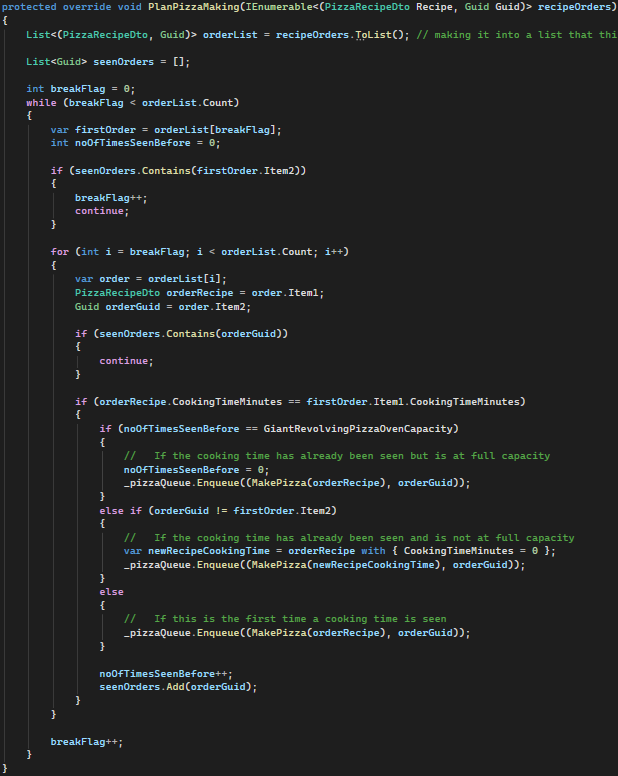 protected override void PlanPizzaMaking(IEnumerable<(PizzaRecipeDto Recipe, Guid Guid)> recipeOrders)
{
    List<(PizzaRecipeDto, Guid)> orderList = recipeOrders.ToList(); // making it into a list that thi

    List<Guid> seenOrders = [];

    int breakFlag = 0;
    while (breakFlag < orderList.Count)
    {
        var firstOrder = orderList[breakFlag];
        int noOfTimesSeenBefore = 0;

        if (seenOrders.Contains(firstOrder.Item2))
        {
            breakFlag++;
            continue;
        }

        for (int i = breakFlag; i < orderList.Count; i++)
        {
            var order = orderList[i];
            PizzaRecipeDto orderRecipe = order.Item1;
            Guid orderGuid = order.Item2;

            if (seenOrders.Contains(orderGuid))
            {
                continue;
            }

            if (orderRecipe.CookingTimeMinutes == firstOrder.Item1.CookingTimeMinutes)
            {
                if (noOfTimesSeenBefore == GiantRevolvingPizzaOvenCapacity)
                {
                    //  If the cooking time has already been seen but is at full capacity
                    noOfTimesSeenBefore = 0;
                    _pizzaQueue.Enqueue((MakePizza(orderRecipe), orderGuid));
                }
                else if (orderGuid != firstOrder.Item2)
                {
                    //  If the cooking time has already been seen and is not at full capacity
                    var newRecipeCookingTime = orderRecipe with { CookingTimeMinutes = 0 };
                    _pizzaQueue.Enqueue((MakePizza(newRecipeCookingTime), orderGuid));
                }
                else
                {
                    //  If this is the first time a cooking time is seen
                    _pizzaQueue.Enqueue((MakePizza(orderRecipe), orderGuid));
                }

                noOfTimesSeenBefore++;
                seenOrders.Add(orderGuid);
            }
        }

        breakFlag++;
    }
}